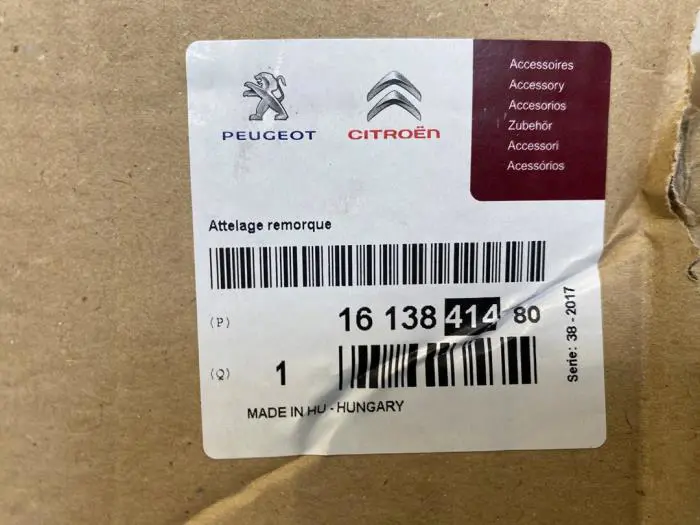 PEUGEOT
CITROËN
Accessoires
Accessory
Accesorios
Zubehör
Accessori
Acessórios
Attelage remorque
(P) 16 138 414 80
(Q) 1
Serie: 38 - 2017
MADE IN HU - HUNGARY